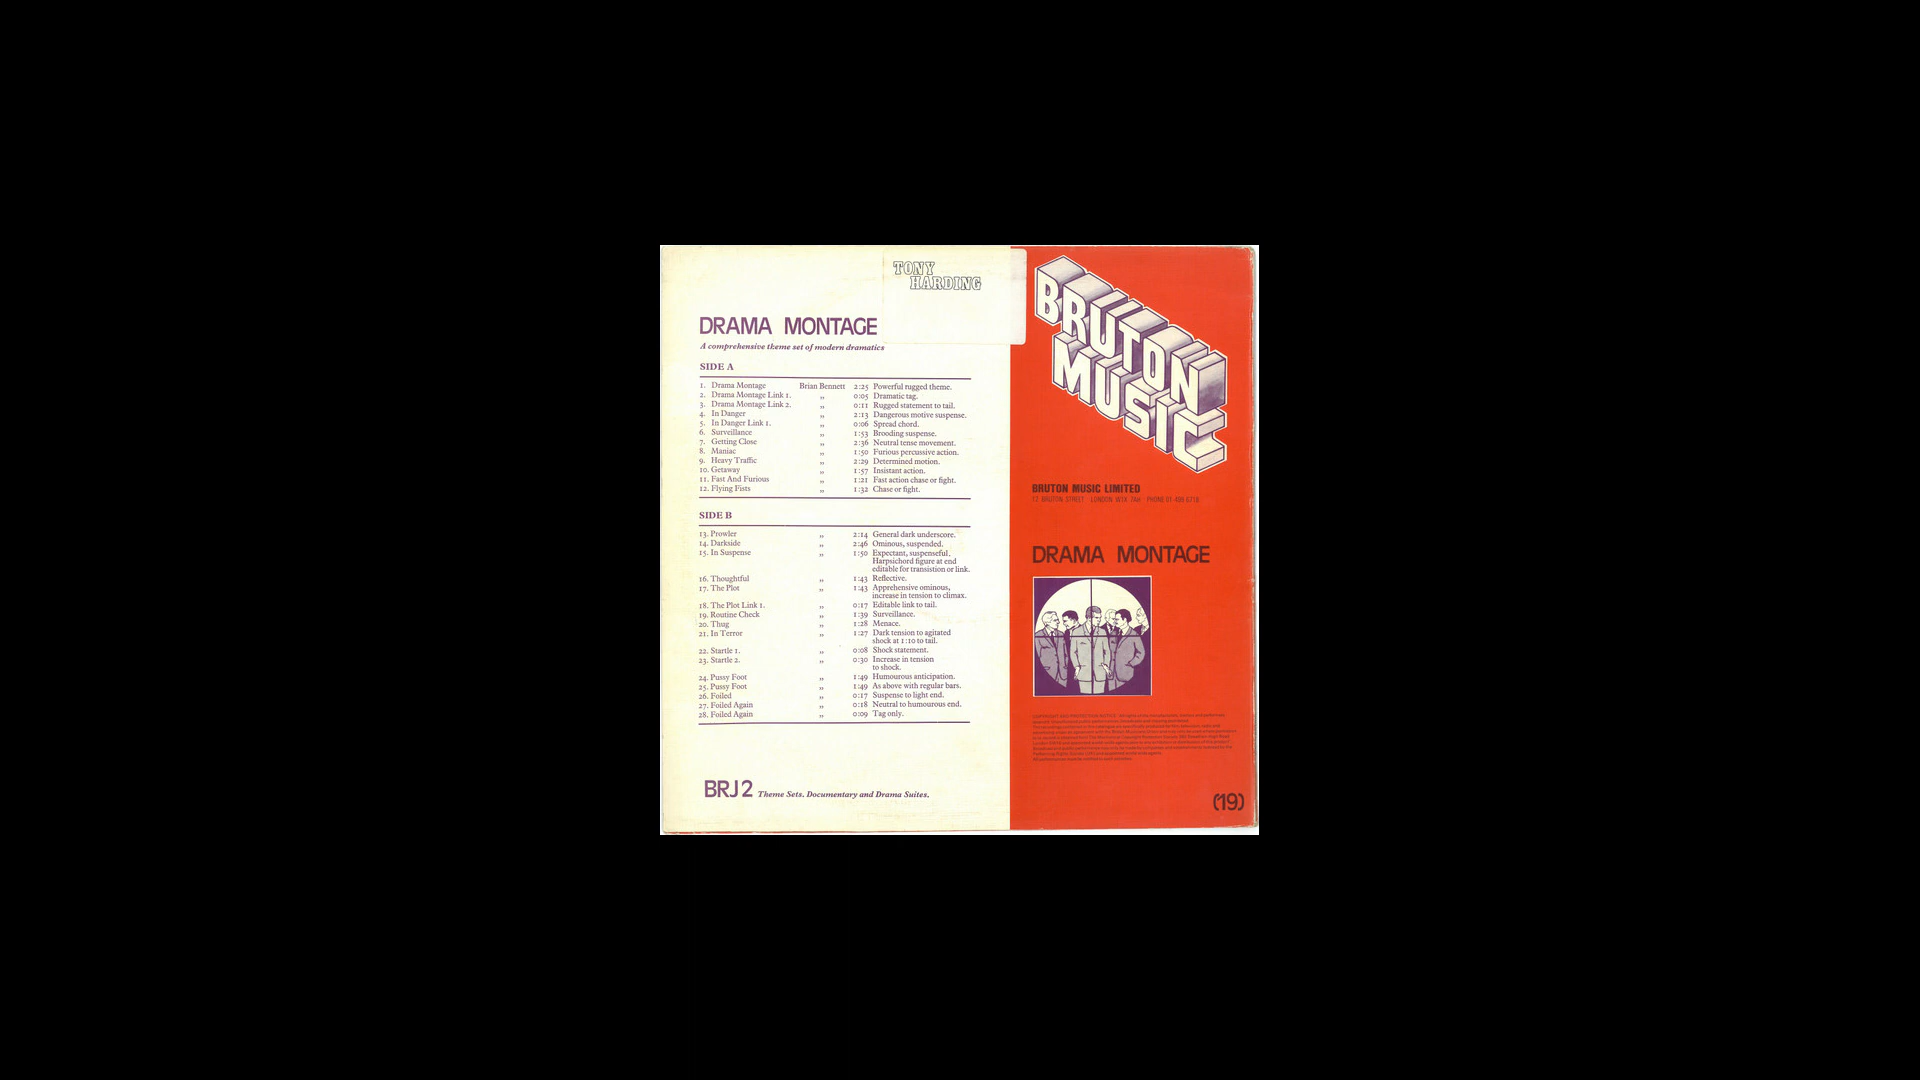 TONY
HARDING
DRAMA MONTAGE
A comprehensive theme set of modern dramatics
SIDE A
1. Drama Montage Brian Bennett 2:25 Powerful rugged theme.
2. Drama Montage Link 1. ,, 0:05 Dramatic tag.
3. Drama Montage Link 2. ,, 0:11 Rugged statement to tail.
4. In Danger ,, 2:13 Dangerous motive suspense.
5. In Danger Link 1. ,, 0:06 Spread chord.
6. Surveillance ,, 1:53 Brooding suspense.
7. Getting Close ,, 2:36 Neutral tense movement.
8. Maniac ,, 1:50 Furious percussive action.
9. Heavy Traffic ,, 2:29 Determined motion.
10. Getaway ,, 1:57 Insistant action.
11. Fast And Furious ,, 1:21 Fast action chase or fight.
12. Flying Fists ,, 1:32 Chase or fight.
SIDE B
13. Prowler ,, 2:14 General dark underscore.
14. Darkside ,, 2:46 Ominous, suspended.
15. In Suspense ,, 1:50 Expectant, suspenseful.
Harpsichord figure at end
editable for transistion or link.
16. Thoughtful ,, 1:43 Reflective.
17. The Plot ,, 1:43 Apprehensive ominous,
increase in tension to climax.
18. The Plot Link 1. ,, 0:17 Editable link to tail.
19. Routine Check ,, 1:39 Surveillance.
20. Thug ,, 1:28 Menace.
21. In Terror ,, 1:27 Dark tension to agitated
shock at 1:10 to tail.
22. Startle 1. ,, 0:08 Shock statement.
23. Startle 2. ,, 0:30 Increase in tension
to shock.
24. Pussy Foot ,, 1:49 Humourous anticipation.
25. Pussy Foot ,, 1:49 As above with regular bars.
26. Foiled ,, 0:17 Suspense to light end.
27. Foiled Again ,, 0:18 Neutral to humourous end.
28. Foiled Again ,, 0:09 Tag only.
BRJ2 Theme Sets. Documentary and Drama Suites.
BRUTON
MUSIC
BRUTON MUSIC LIMITED
BRUTON STREET LONDON W1X 7AH PHONE 01-
DRAMA MONTAGE
(19)